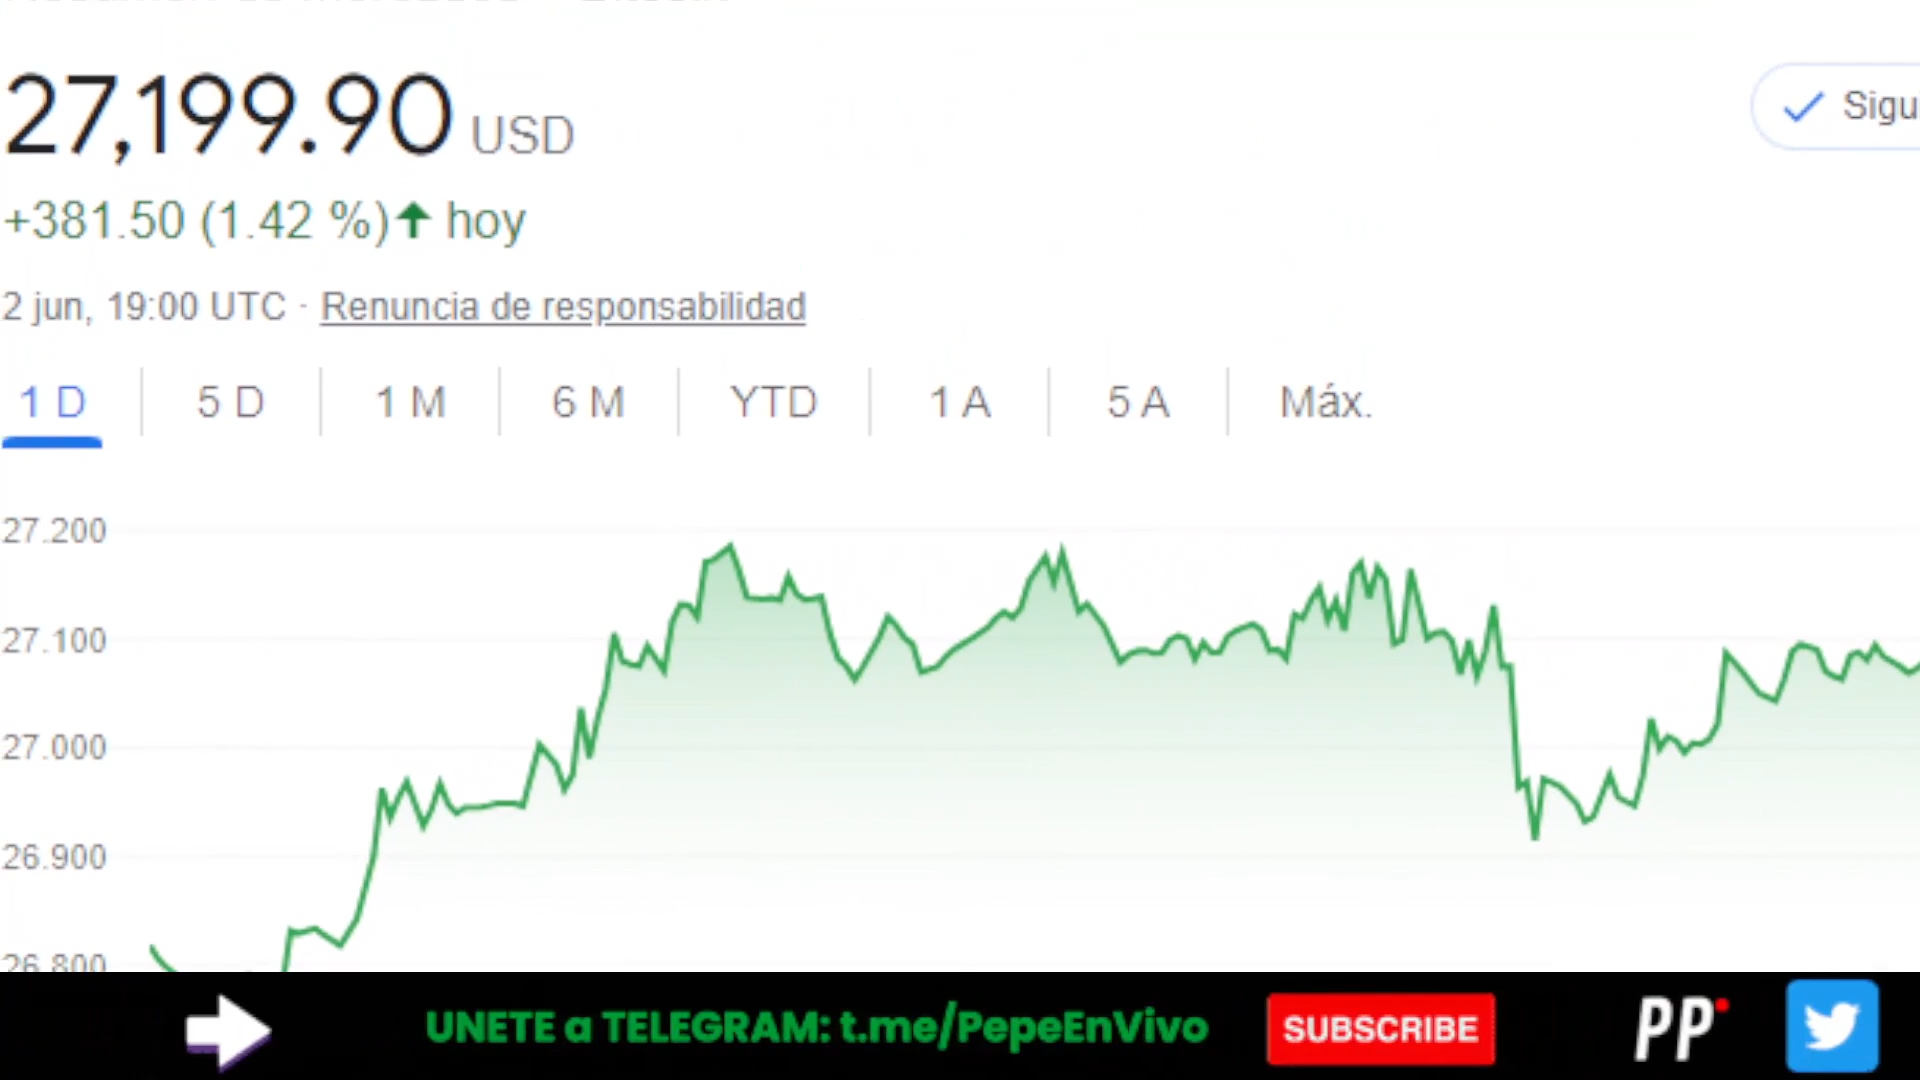 27,199.90 USD
+381.50 (1.42 %) hoy
2 jun, 19:00 UTC · Renuncia de responsabilidad
Sigu
1 D 5 D 1 M 6 M YTD 1 A 5 A Máx.
27.200
27.100
27.000
26.900
26.800
UNETE a TELEGRAM: t.me/PepeEnVivo
SUBSCRIBE
PP